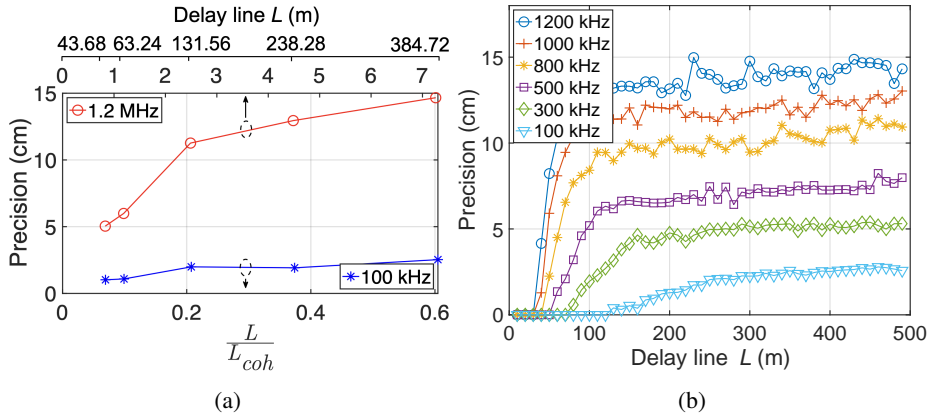 Delay line L (m)
43.68 63.24 131.56 238.28 384.72
0 1 2 3 4 5 6 7
15
10
5
0
Precision (cm)
1.2 MHz
100 kHz
0 0.2 0.4 0.6
L
L_coh
(a)
15
10
5
0
Precision (cm)
1200 kHz
1000 kHz
800 kHz
500 kHz
300 kHz
100 kHz
0 100 200 300 400 500
Delay line L (m)
(b)